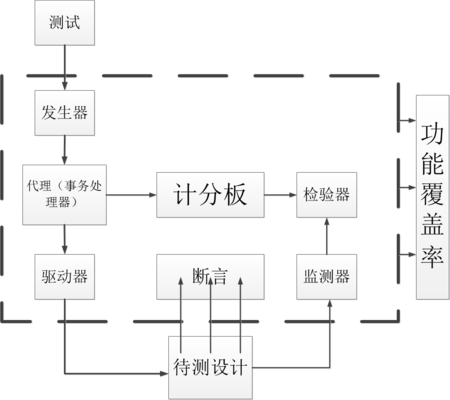 测试
发生器
代理（事务处
理器）
计分板
检验器
驱动器
断言
监测器
待测设计
功
能
覆
盖
率